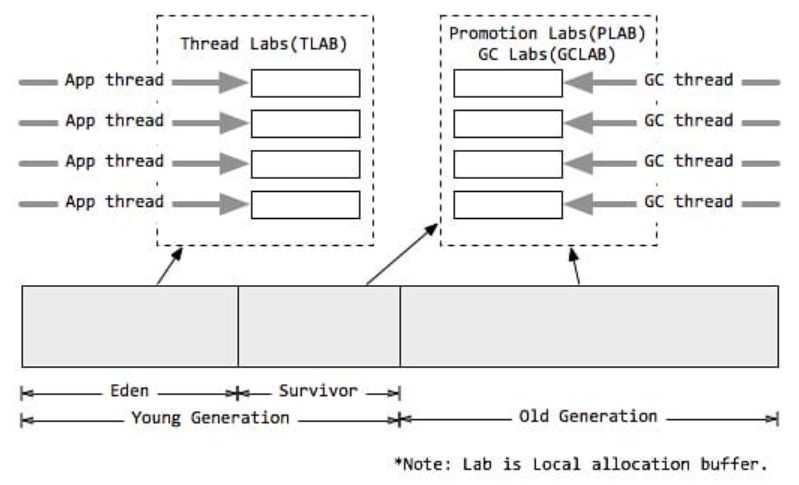 Thread Labs(TLAB)
Promotion Labs(PLAB)
GC Labs(GCLAB)
App thread
GC thread
App thread
GC thread
App thread
GC thread
App thread
GC thread
Eden
Survivor
Young Generation
Old Generation
*Note: Lab is Local allocation buffer.